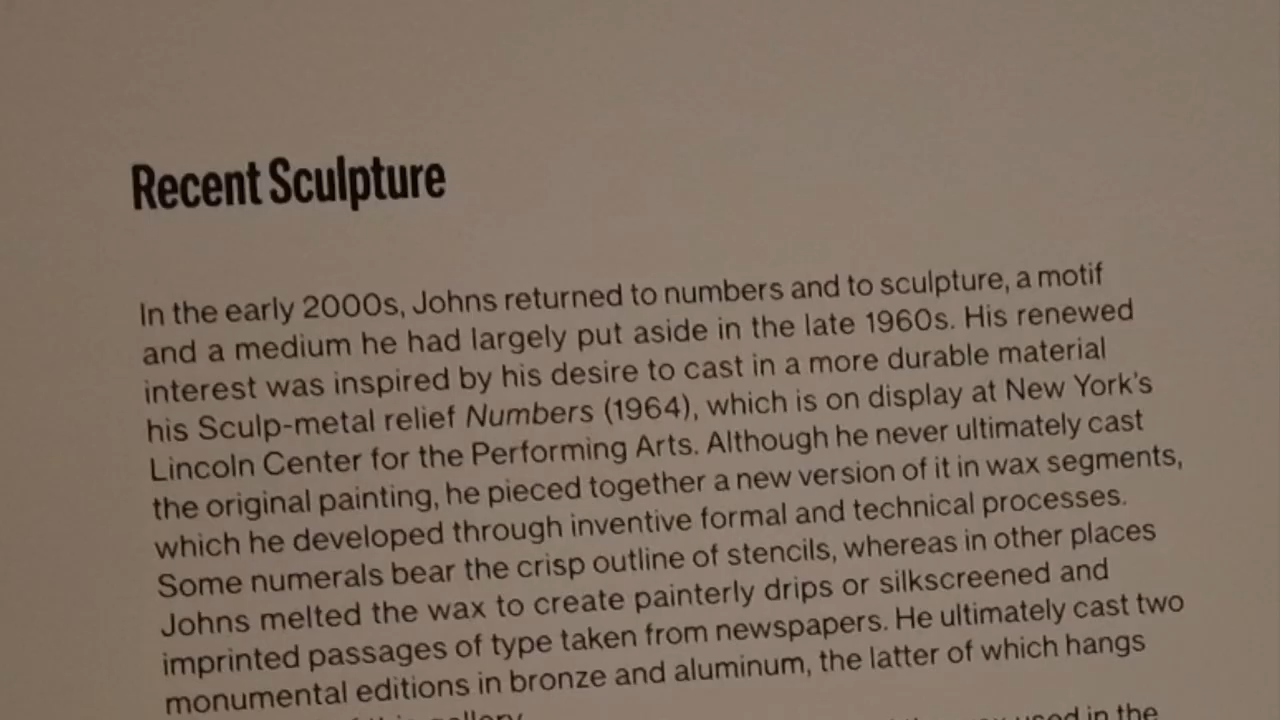 Recent Sculpture
In the early 2000s, Johns returned to numbers and to sculpture, a motif
and a medium he had largely put aside in the late 1960s. His renewed
interest was inspired by his desire to cast in a more durable material
his Sculp-metal relief Numbers (1964), which is on display at New York's
Lincoln Center for the Performing Arts. Although he never ultimately cast
the original painting, he pieced together a new version of it in wax segments,
which he developed through inventive formal and technical processes.
Some numerals bear the crisp outline of stencils, whereas in other places
Johns melted the wax to create painterly drips or silkscreened and
imprinted passages of type taken from newspapers. He ultimately cast two
monumental editions in bronze and aluminum, the latter of which hangs
of this gallery. used in the